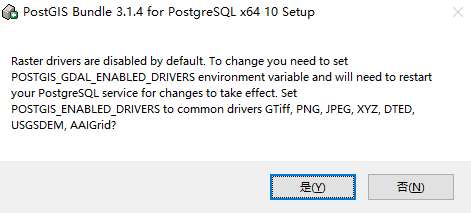 PostGIS Bundle 3.1.4 for PostgreSQL x64 10 Setup
Raster drivers are disabled by default. To change you need to set
POSTGIS_GDAL_ENABLED_DRIVERS environment variable and will need to restart
your PostgreSQL service for changes to take effect. Set
POSTGIS_ENABLED_DRIVERS to common drivers GTiff, PNG, JPEG, XYZ, DTED,
USGSDEM, AAIGrid?
是(Y)
否(N)